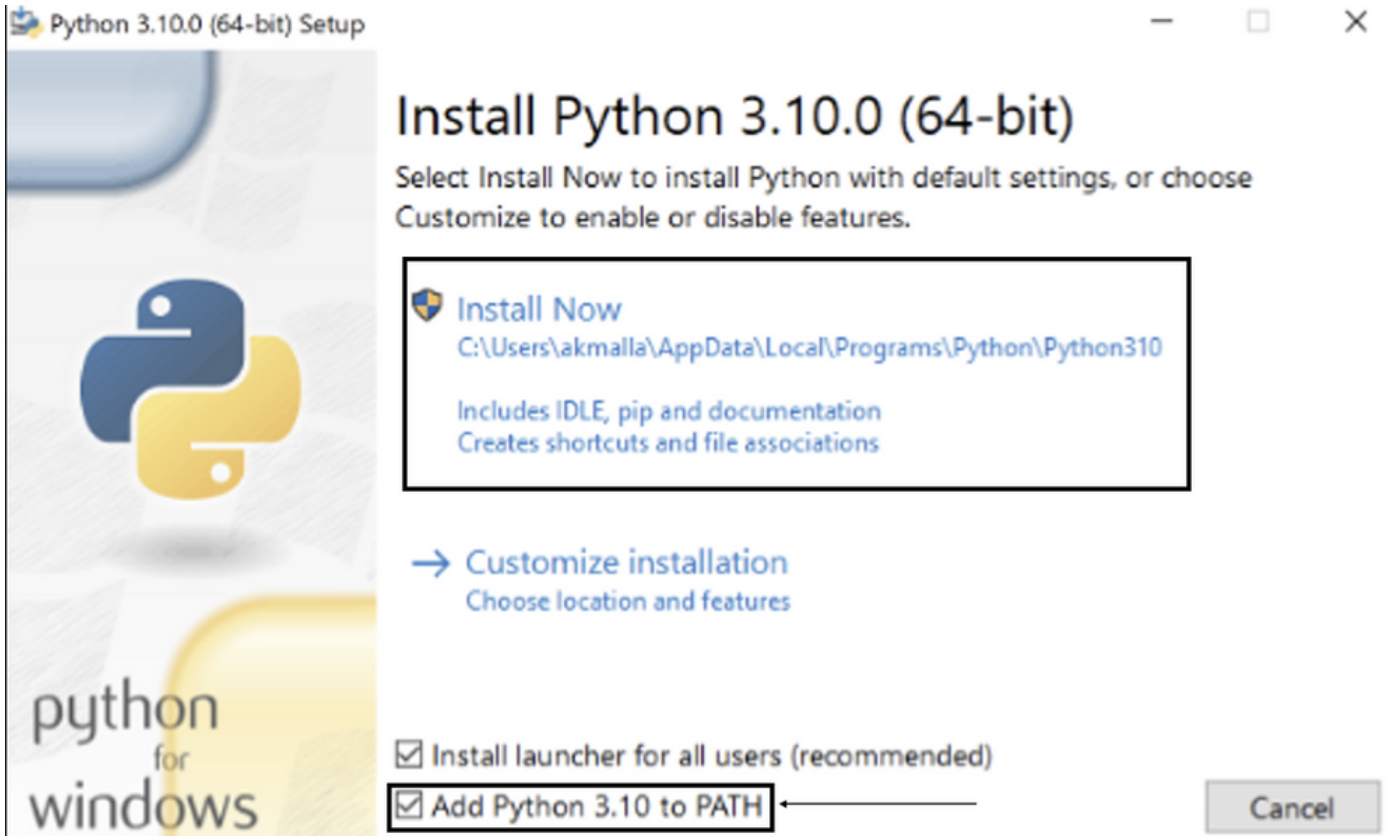 Python 3.10.0 (64-bit) Setup
Install Python 3.10.0 (64-bit)
Select Install Now to install Python with default settings, or choose
Customize to enable or disable features.
Install Now
C:\Users\akmalla\AppData\Local\Programs\Python\Python310
Includes IDLE, pip and documentation
Creates shortcuts and file associations
Customize installation
Choose location and features
python
for
windows
Install launcher for all users (recommended)
Add Python 3.10 to PATH
Cancel